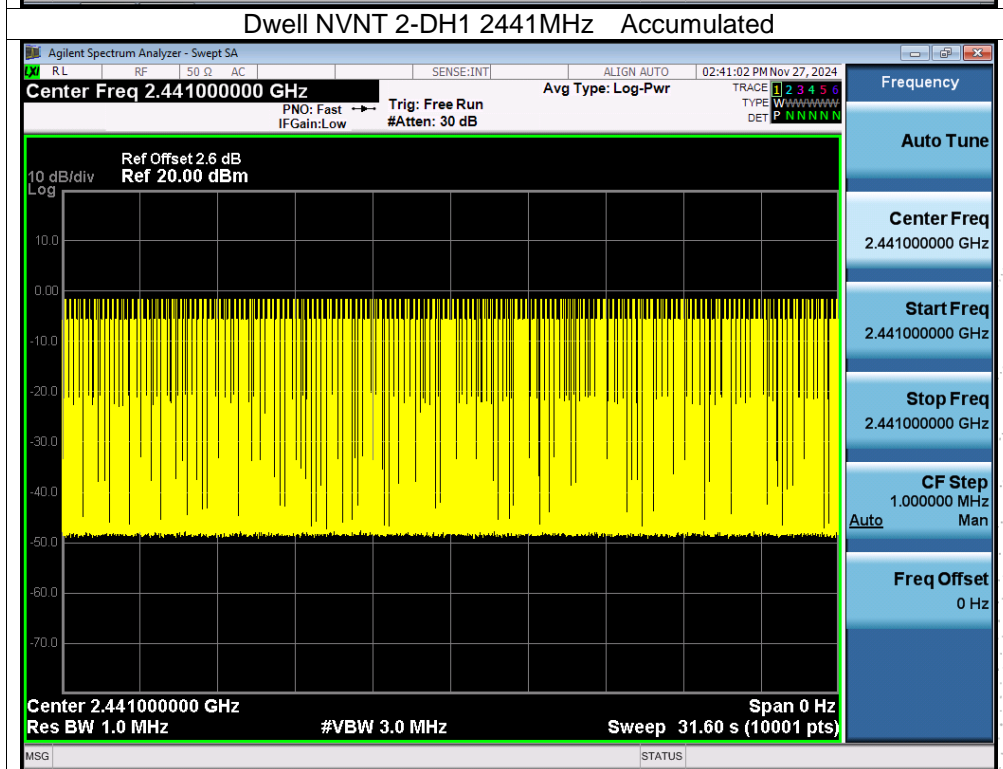 Dwell NVNT 2-DH1 2441MHz Accumulated
Agilent Spectrum Analyzer - Swept SA
LXI RL RF 50 Ω AC SENSE:INT ALIGN AUTO 02:41:02 PM Nov 27, 2024
Center Freq 2.441000000 GHz
PNO: Fast
IFGain:Low
Trig: Free Run
#Atten: 30 dB
Avg Type: Log-Pwr
TRACE 1 2 3 4 5 6
TYPE WWWWWWW
DET P N N N N N
Frequency
Auto Tune
Center Freq
2.441000000 GHz
Start Freq
2.441000000 GHz
Stop Freq
2.441000000 GHz
CF Step
1.000000 MHz
Auto Man
Freq Offset
0 Hz
Ref Offset 2.6 dB
10 dB/div Ref 20.00 dBm
Log
10.0
0.00
-10.0
-20.0
-30.0
-40.0
-50.0
-60.0
-70.0
Center 2.441000000 GHz Span 0 Hz
Res BW 1.0 MHz #VBW 3.0 MHz Sweep 31.60 s (10001 pts)
MSG STATUS